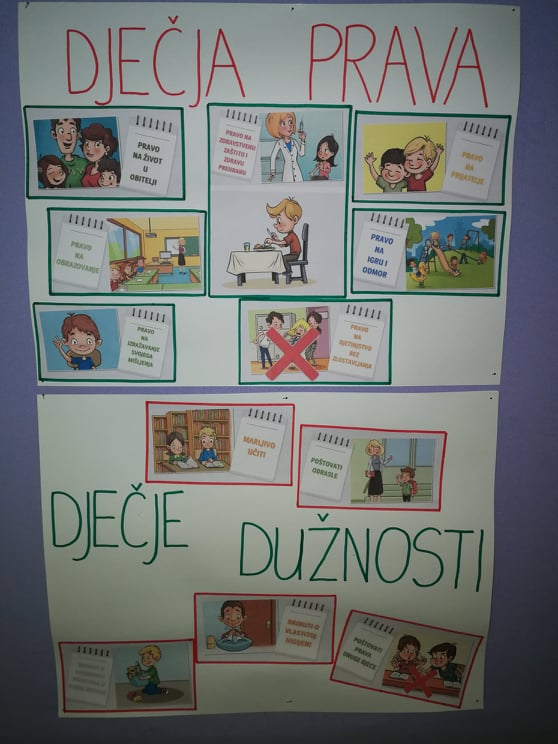 DJEČJA PRAVA
PRAVO
NA ŽIVOT
U
OBITELJI
PRAVO NA
ZDRAVSTVENU
ZAŠTITU I
ZDRAVU
PREHRANU
PRAVO
NA
PRIJATELJE
PRAVO
NA
OBRAZOVANJE
PRAVO
NA
IGRU I
ODMOR
PRAVO
NA
IZRAŽAVANJE
SVOJEGA
MIŠLJENJA
PRAVO
NA
DJETINJSTVO
BEZ
ZLOSTAVLJANJA
MARLJIVO
UČITI
POŠTOVATI
ODRASLE
DJEČJE DUŽNOSTI
BRINUTI O
VLASTITOJ
HIGIJENI
POŠTOVATI
PRAVA
DRUGE DJECE